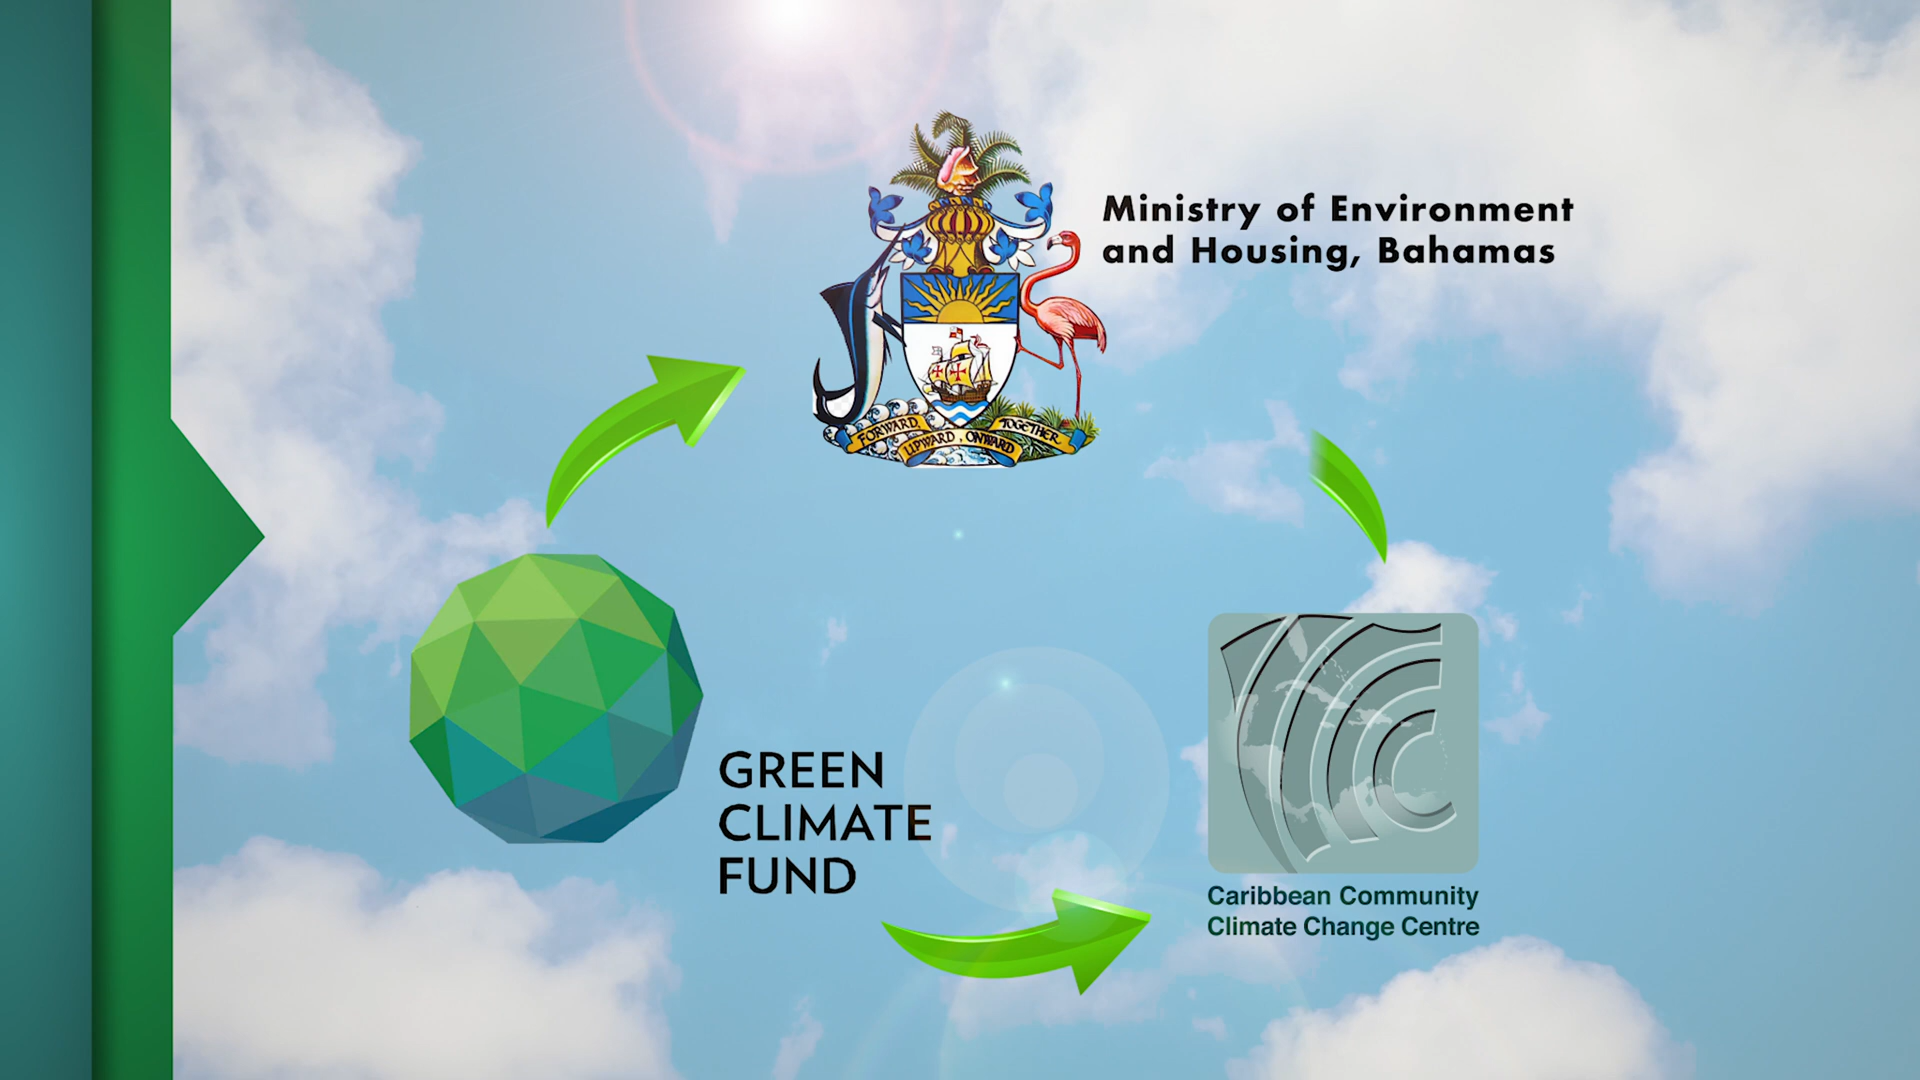 Ministry of Environment
and Housing, Bahamas
FORWARD, UPWARD, ONWARD TOGETHER
GREEN
CLIMATE
FUND
Caribbean Community
Climate Change Centre